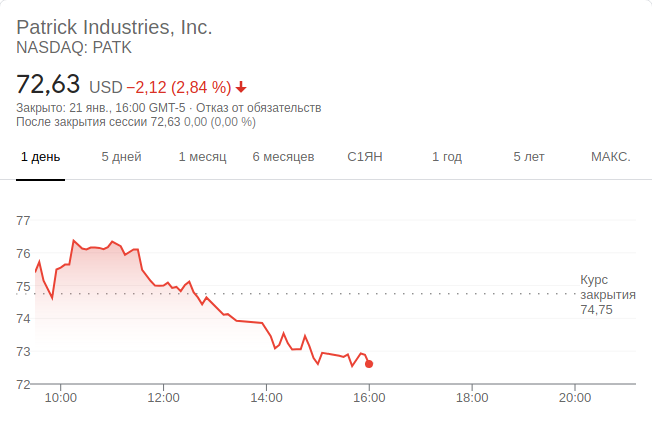 Patrick Industries, Inc.
NASDAQ: PATK
72,63 USD −2,12 (2,84 %)
Закрыто: 21 янв., 16:00 GMT-5 · Отказ от обязательств
После закрытия сессии 72,63 0,00 (0,00 %)
1 день 5 дней 1 месяц 6 месяцев С1ЯН 1 год 5 лет МАКС.
77
76
75
74
73
72
Курс
закрытия
74,75
10:00 12:00 14:00 16:00 18:00 20:00